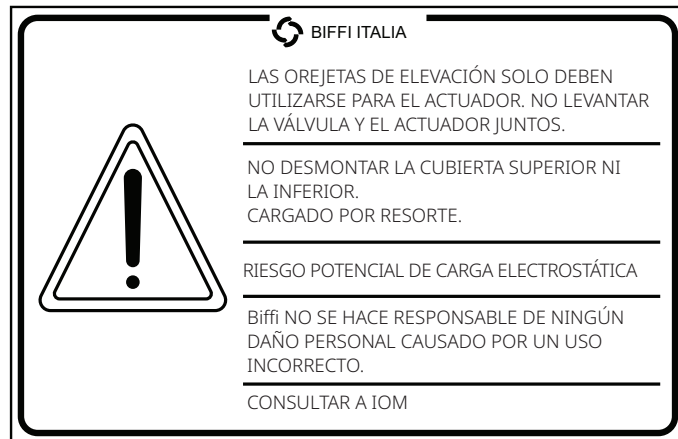 BIFFI ITALIA
LAS OREJETAS DE ELEVACIÓN SOLO DEBEN
UTILIZARSE PARA EL ACTUADOR. NO LEVANTAR
LA VÁLVULA Y EL ACTUADOR JUNTOS.
NO DESMONTAR LA CUBIERTA SUPERIOR NI
LA INFERIOR.
CARGADO POR RESORTE.
RIESGO POTENCIAL DE CARGA ELECTROSTÁTICA
Biffi NO SE HACE RESPONSABLE DE NINGÚN
DAÑO PERSONAL CAUSADO POR UN USO
INCORRECTO.
CONSULTAR A IOM